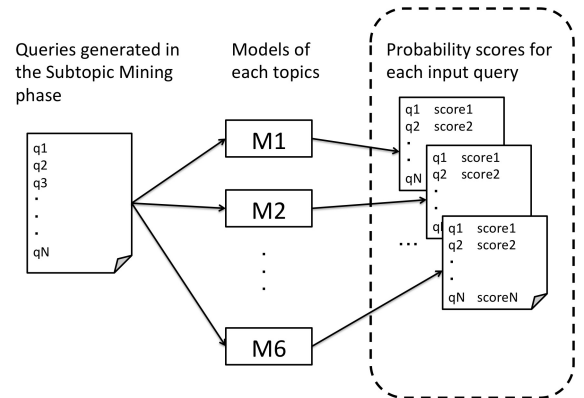 Queries generated in
the Subtopic Mining
phase
Models of
each topics
Probability scores for
each input query
q1
q2
q3
.
.
.
qN
M1
M2
.
.
.
M6
q1 score1
q2 score2
.
.
qN
q1 score1
q2 score2
.
.
...
q1 score1
q2 score2
.
.
qN scoreN